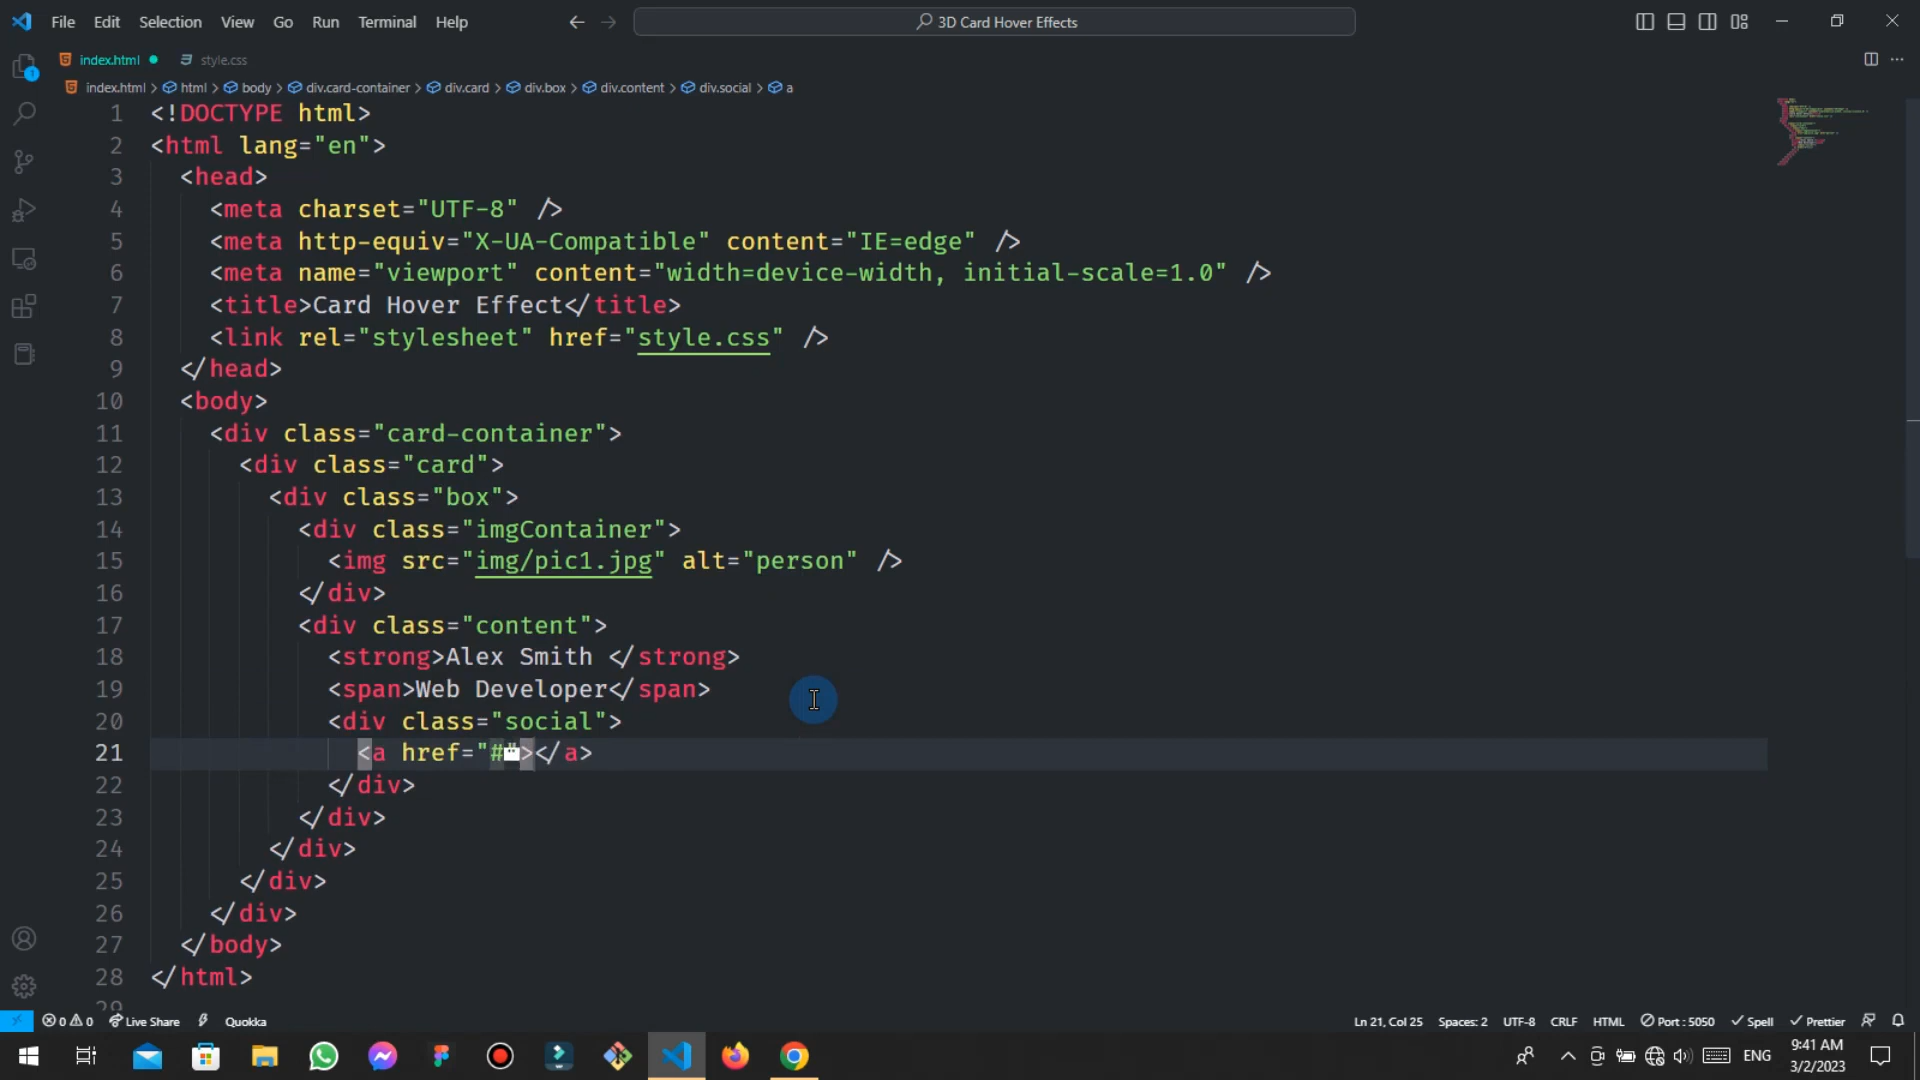 File Edit Selection View Go Run Terminal Help
3D Card Hover Effects
index.html style.css
index.html > html > body > div.card-container > div.card > div.box > div.content > div.social > a
1 <!DOCTYPE html>
2 <html lang="en">
3 <head>
4 <meta charset="UTF-8" />
5 <meta http-equiv="X-UA-Compatible" content="IE=edge" />
6 <meta name="viewport" content="width=device-width, initial-scale=1.0" />
7 <title>Card Hover Effect</title>
8 <link rel="stylesheet" href="style.css" />
9 </head>
10 <body>
11 <div class="card-container">
12 <div class="card">
13 <div class="box">
14 <div class="imgContainer">
15 <img src="img/pic1.jpg" alt="person" />
16 </div>
17 <div class="content">
18 <strong>Alex Smith </strong>
19 <span>Web Developer</span>
20 <div class="social">
21 <a href="#"></a>
22 </div>
23 </div>
24 </div>
25 </div>
26 </div>
27 </body>
28 </html>
29
0 0 Live Share Quokka Ln 21, Col 25 Spaces: 2 UTF-8 CRLF HTML Port : 5050 Spell Prettier
ENG 9:41 AM
3/2/2023